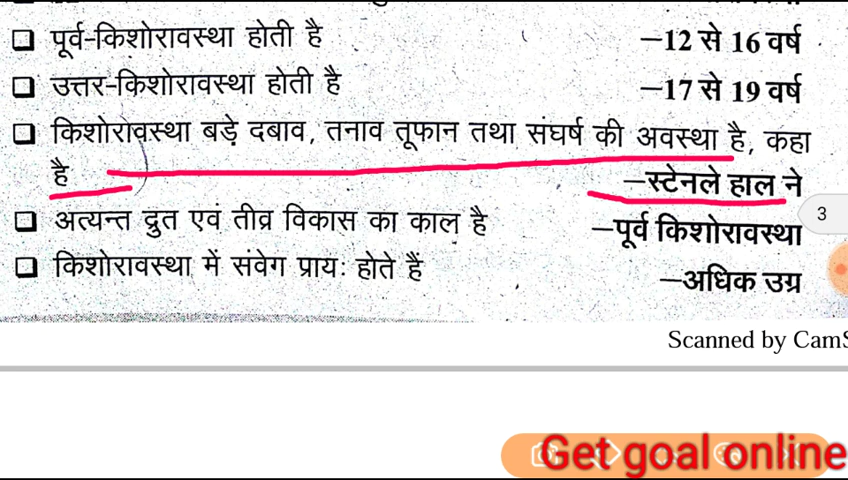 पूर्व-किशोरावस्था होती है –12 से 16 वर्ष
उत्तर-किशोरावस्था होती है –17 से 19 वर्ष
किशोरावस्था बड़े दबाव, तनाव तूफान तथा संघर्ष की अवस्था है, कहा
है –स्टेनले हाल ने
3
अत्यन्त द्रुत एवं तीव्र विकास का काल है –पूर्व किशोरावस्था
किशोरावस्था में संवेग प्रायः होते हैं –अधिक उग्र
Scanned by CamS
Get goal online